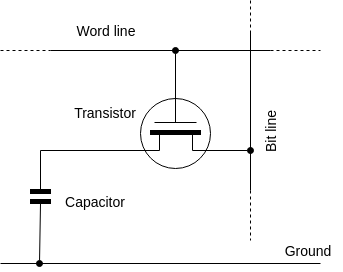 Word line
Transistor
Bit line
Capacitor
Ground